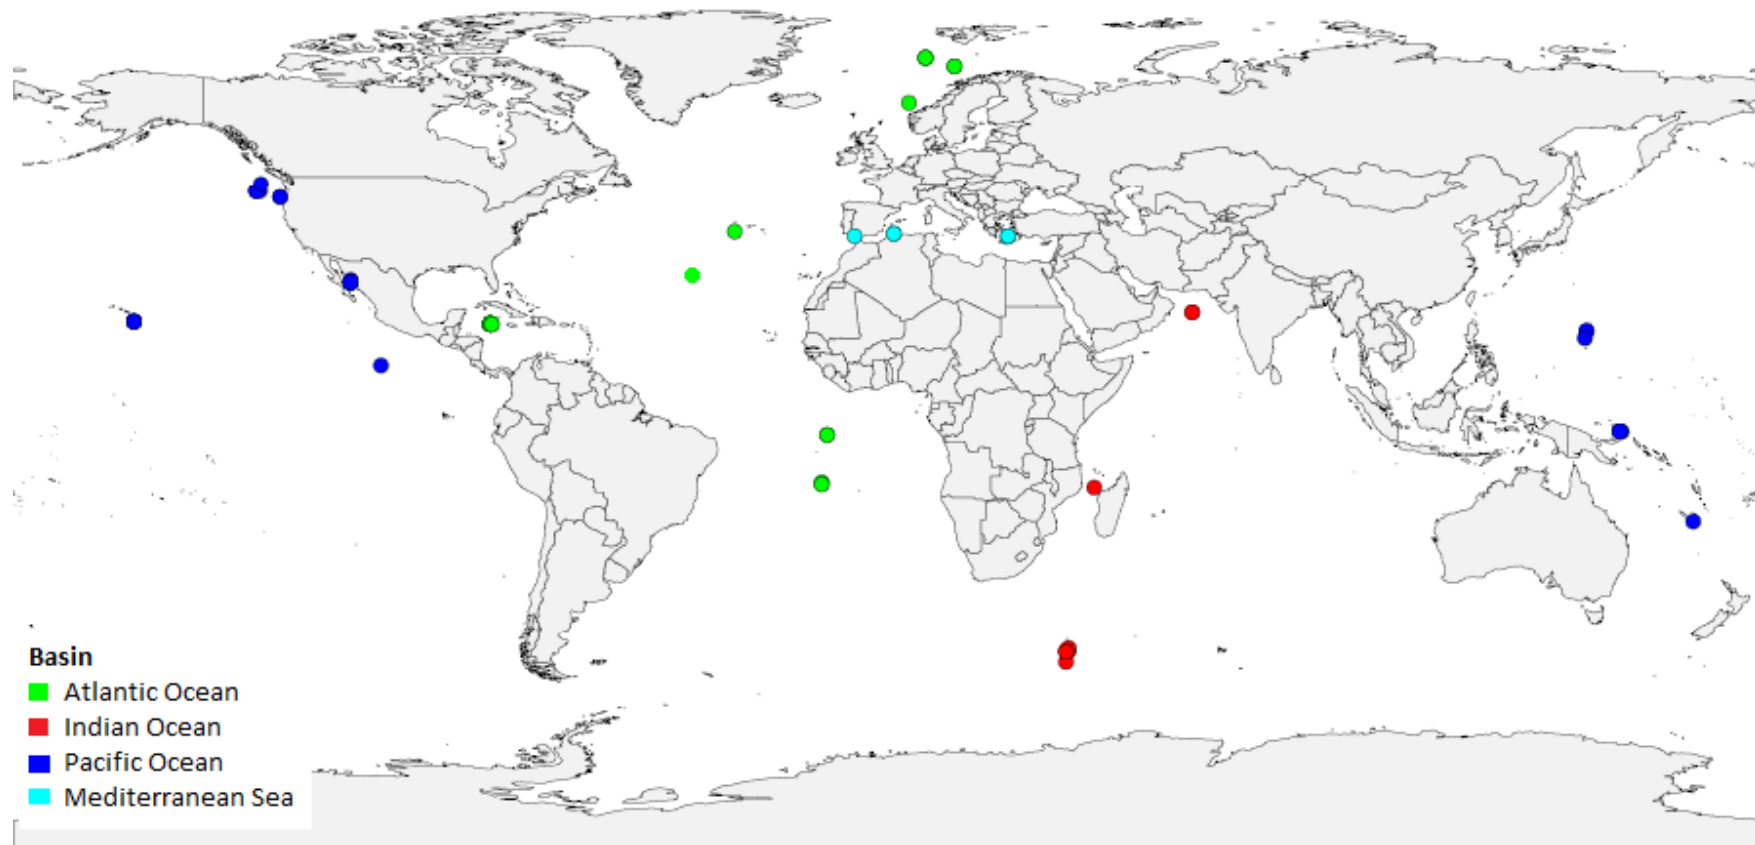 Basin
Atlantic Ocean
Indian Ocean
Pacific Ocean
Mediterranean Sea